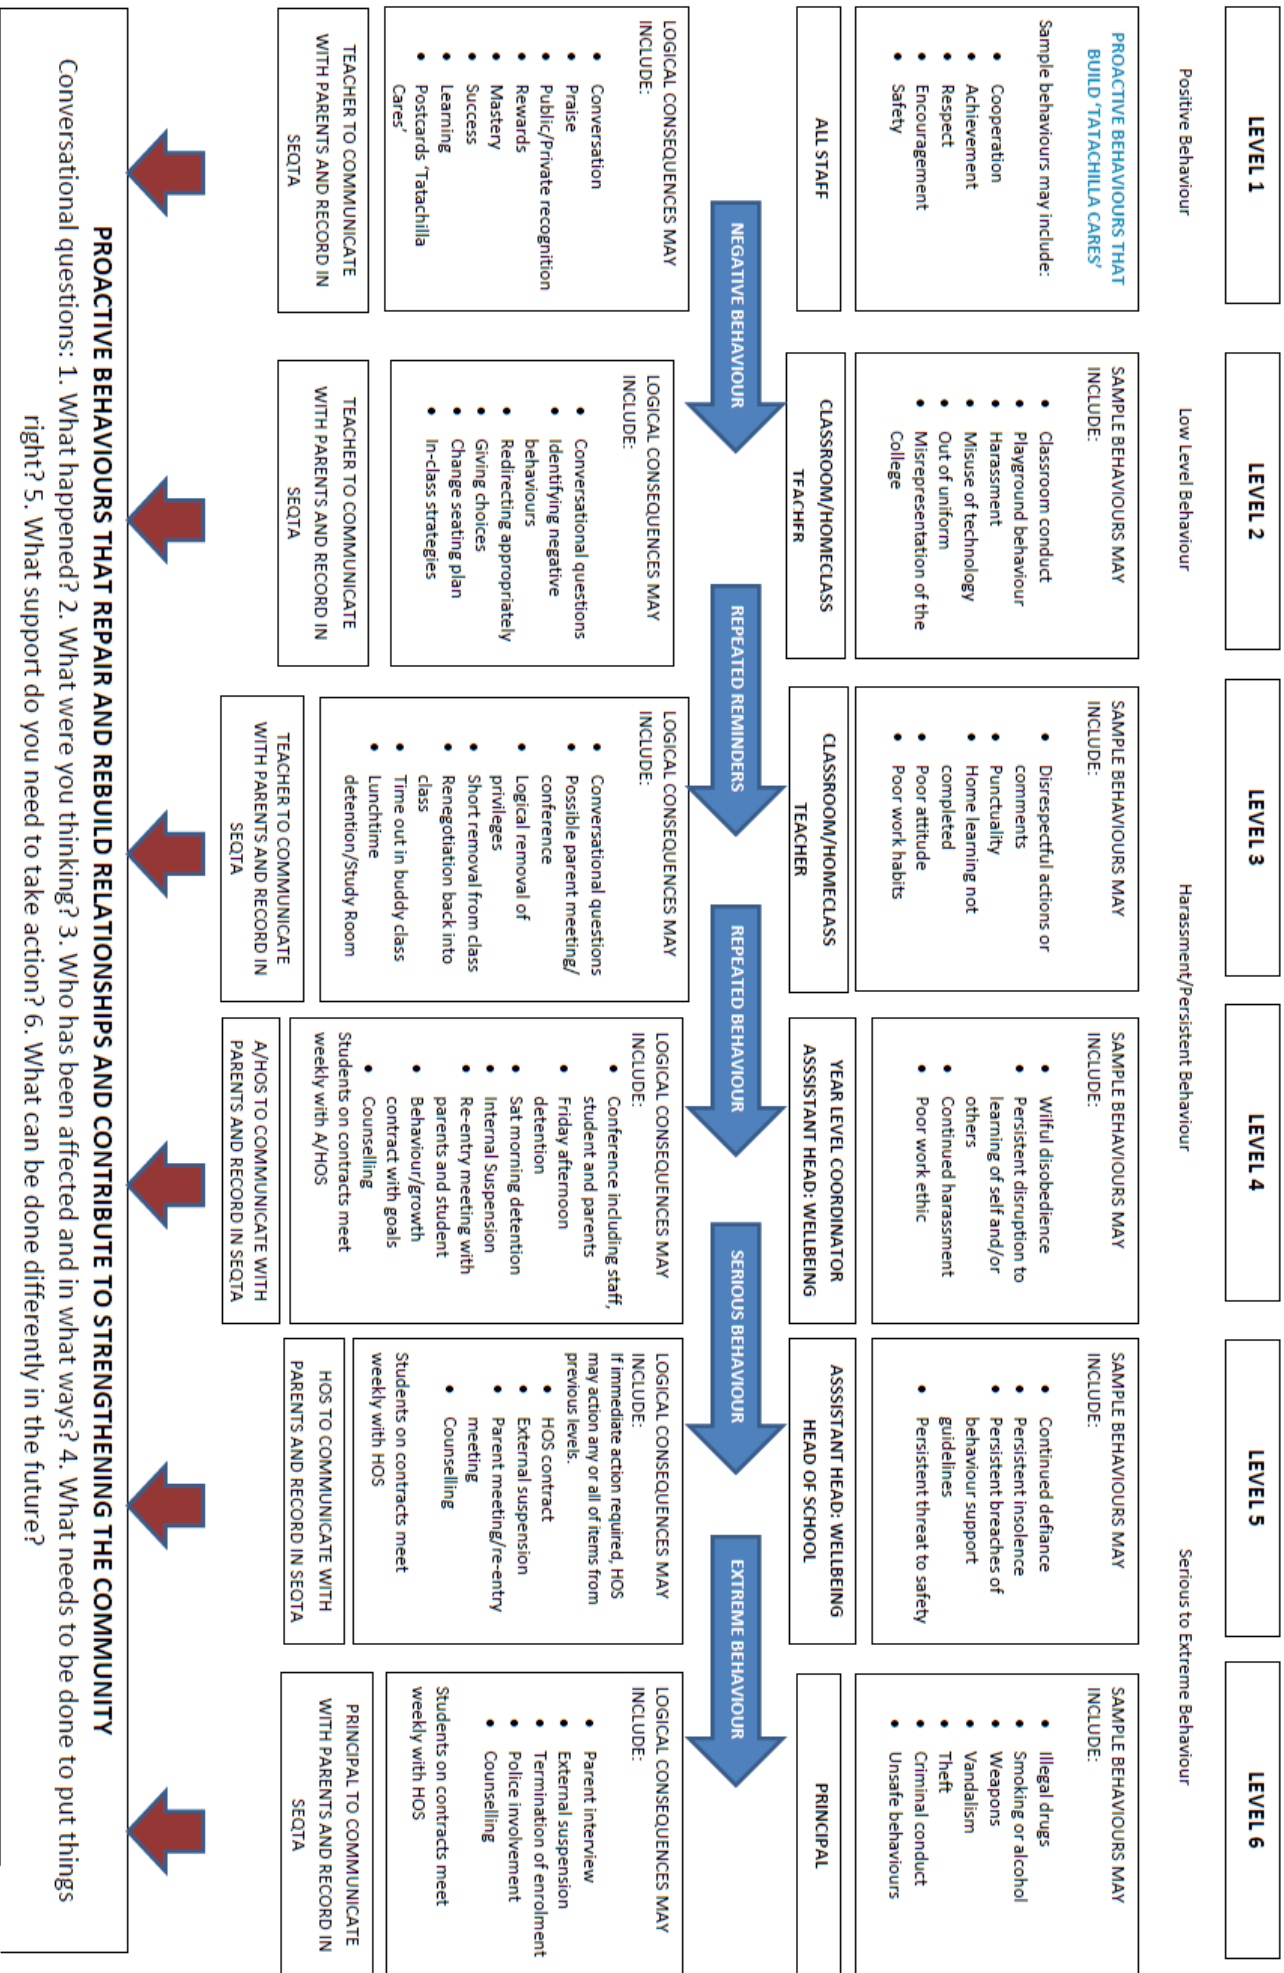 LEVEL 1
Positive Behaviour
PROACTIVE BEHAVIOURS THAT
BUILD ‘TATACHILLA CARES’
Sample behaviours may include:
• Cooperation
• Achievement
• Respect
• Encouragement
• Safety
ALL STAFF
NEGATIVE BEHAVIOUR
LOGICAL CONSEQUENCES MAY
INCLUDE:
• Conversation
• Praise
• Public/Private recognition
• Rewards
• Mastery
• Success
• Learning
• Postcards ‘Tatachilla
Cares’
TEACHER TO COMMUNICATE
WITH PARENTS AND RECORD IN
SEQTA
LEVEL 2
Low Level Behaviour
SAMPLE BEHAVIOURS MAY
INCLUDE:
• Classroom conduct
• Playground behaviour
• Harassment
• Misuse of technology
• Out of uniform
• Misrepresentation of the
College
CLASSROOM/HOMECLASS
TEACHER
REPEATED REMINDERS
LOGICAL CONSEQUENCES MAY
INCLUDE:
• Conversational questions
• Identifying negative
behaviours
• Redirecting appropriately
• Giving choices
• Change seating plan
• In-class strategies
TEACHER TO COMMUNICATE
WITH PARENTS AND RECORD IN
SEQTA
LEVEL 3
Harassment/Persistent Behaviour
SAMPLE BEHAVIOURS MAY
INCLUDE:
• Disrespectful actions or
comments
• Punctuality
• Home learning not
completed
• Poor attitude
• Poor work habits
CLASSROOM/HOMECLASS
TEACHER
REPEATED BEHAVIOUR
LOGICAL CONSEQUENCES MAY
INCLUDE:
• Conversational questions
• Possible parent meeting/
conference
• Logical removal of
privileges
• Short removal from class
• Renegotiation back into
class
• Time out in buddy class
• Lunchtime
detention/Study Room
TEACHER TO COMMUNICATE
WITH PARENTS AND RECORD IN
SEQTA
LEVEL 4
SAMPLE BEHAVIOURS MAY
INCLUDE:
• Wilful disobedience
• Persistent disruption to
learning of self and/or
others
• Continued harassment
• Poor work ethic
YEAR LEVEL COORDINATOR
ASSSISTANT HEAD: WELLBEING
SERIOUS BEHAVIOUR
LOGICAL CONSEQUENCES MAY
INCLUDE:
• Conference including staff,
student and parents
• Friday afternoon
detention
• Sat morning detention
• Internal Suspension
• Re-entry meeting with
parents and student
• Behaviour/growth
contract with goals
• Counselling
Students on contracts meet
weekly with A/HOS
A/HOS TO COMMUNICATE WITH
PARENTS AND RECORD IN SEQTA
LEVEL 5
Serious to Extreme Behaviour
SAMPLE BEHAVIOURS MAY
INCLUDE:
• Continued defiance
• Persistent insolence
• Persistent breaches of
behaviour support
guidelines
• Persistent threat to safety
ASSSISTANT HEAD: WELLBEING
HEAD OF SCHOOL
EXTREME BEHAVIOUR
LOGICAL CONSEQUENCES MAY
INCLUDE:
If immediate action required, HOS
may action any or all of items from
previous levels.
• HOS contract
• External suspension
• Parent meeting/re-entry
meeting
• Counselling
Students on contracts meet
weekly with HOS
HOS TO COMMUNICATE WITH
PARENTS AND RECORD IN SEQTA
LEVEL 6
SAMPLE BEHAVIOURS MAY
INCLUDE:
• Illegal drugs
• Smoking or alcohol
• Weapons
• Vandalism
• Theft
• Criminal conduct
• Unsafe behaviours
PRINCIPAL
LOGICAL CONSEQUENCES MAY
INCLUDE:
• Parent interview
• External suspension
• Termination of enrolment
• Police involvement
• Counselling
Students on contracts meet
weekly with HOS
PRINCIPAL TO COMMUNICATE
WITH PARENTS AND RECORD IN
SEQTA
PROACTIVE BEHAVIOURS THAT REPAIR AND REBUILD RELATIONSHIPS AND CONTRIBUTE TO STRENGTHENING THE COMMUNITY
Conversational questions: 1. What happened? 2. What were you thinking? 3. Who has been affected and in what ways? 4. What needs to be done to put things
right? 5. What support do you need to take action? 6. What can be done differently in the future?